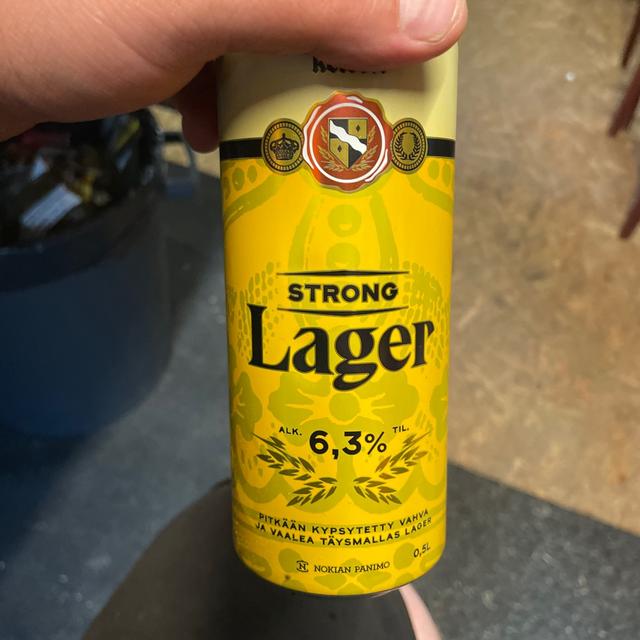 STRONG
Lager
ALK. 6,3% TIL.
PITKÄÄN KYPSYTETTY VAHVA
JA VAALEA TÄYSMALLAS LAGER
0,5L
NOKIAN PANIMO